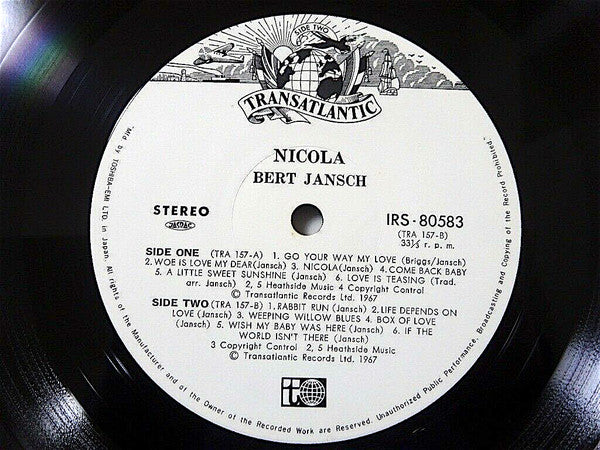 SIDE TWO
TRANSATLANTIC
NICOLA
BERT JANSCH
STEREO
IRS-80583
(TRA 157-B)
33⅓ r. p. m.
SIDE ONE (TRA 157-A) 1. GO YOUR WAY MY LOVE (Briggs/Jansch)
2. WOE IS LOVE MY DEAR(Jansch) 3. NICOLA(Jansch) 4.COME BACK BABY
5. A LITTLE SWEET SUNSHINE (Jansch) 6. LOVE IS TEASING (Trad.
arr. Jansch) 2, 5 Heathside Music 4 Copyright Control
© Transatlantic Records Ltd. 1967
SIDE TWO (TRA 157-B) 1.RABBIT RUN (Jansch) 2.LIFE DEPENDS ON
LOVE (Jansch) 3. WEEPING WILLOW BLUES 4. BOX OF LOVE
(Jansch) 5. WISH MY BABY WAS HERE (Jansch) 6. IF THE
WORLD ISN'T THERE (Jansch)
3 Copyright Control 2, 5 Heathside Music
© Transatlantic Records Ltd. 1967
"M'f'd by TOSHIBA-EMI LTD. in Japan. All rights of the Manufacturer and of the Owner of the Recorded Work are Reserved. Unauthorized Public Performance, Broadcasting and Copying of the Record Prohibited."